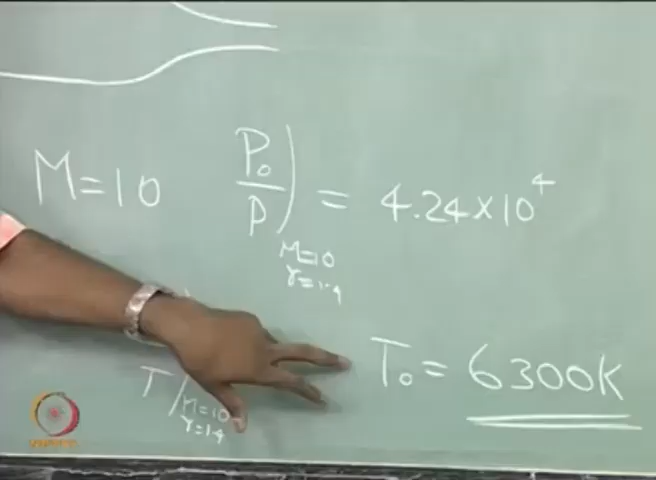 M=10 P₀/P) = 4.24×10⁴
M=10
γ=1.4
T₀ = 6300K
T) M=10
γ=1.4